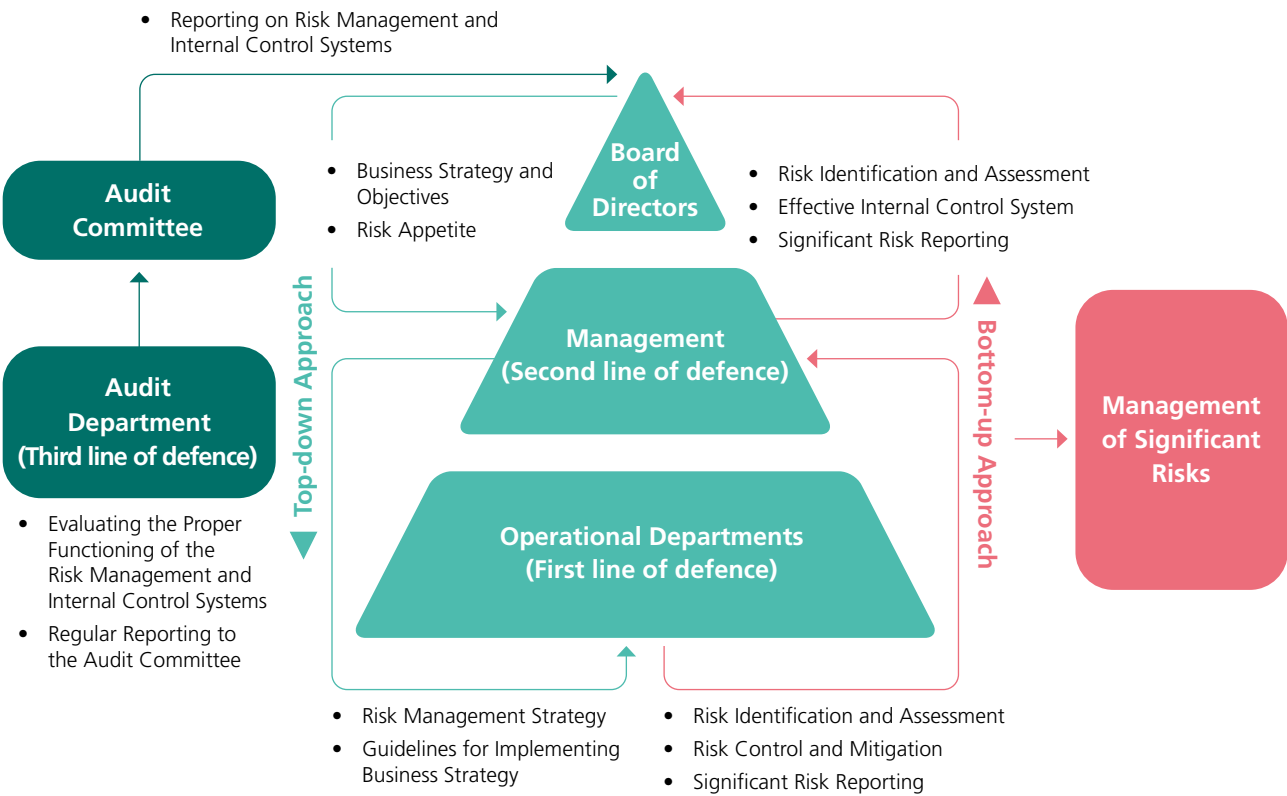 • Reporting on Risk Management and
Internal Control Systems
Audit
Committee
Audit
Department
(Third line of defence)
• Evaluating the Proper
Functioning of the
Risk Management and
Internal Control Systems
• Regular Reporting to
the Audit Committee
Top-down Approach
• Business Strategy and
Objectives
• Risk Appetite
Board
of
Directors
• Risk Identification and Assessment
• Effective Internal Control System
• Significant Risk Reporting
Management
(Second line of defence)
Operational Departments
(First line of defence)
• Risk Management Strategy
• Guidelines for Implementing
Business Strategy
• Risk Identification and Assessment
• Risk Control and Mitigation
• Significant Risk Reporting
Bottom-up Approach
Management
of Significant
Risks